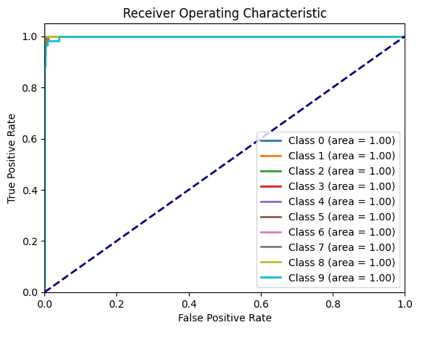 Receiver Operating Characteristic
True Positive Rate
1.0
0.8
0.6
0.4
0.2
0.0
Class 0 (area = 1.00)
Class 1 (area = 1.00)
Class 2 (area = 1.00)
Class 3 (area = 1.00)
Class 4 (area = 1.00)
Class 5 (area = 1.00)
Class 6 (area = 1.00)
Class 7 (area = 1.00)
Class 8 (area = 1.00)
Class 9 (area = 1.00)
0.0 0.2 0.4 0.6 0.8 1.0
False Positive Rate